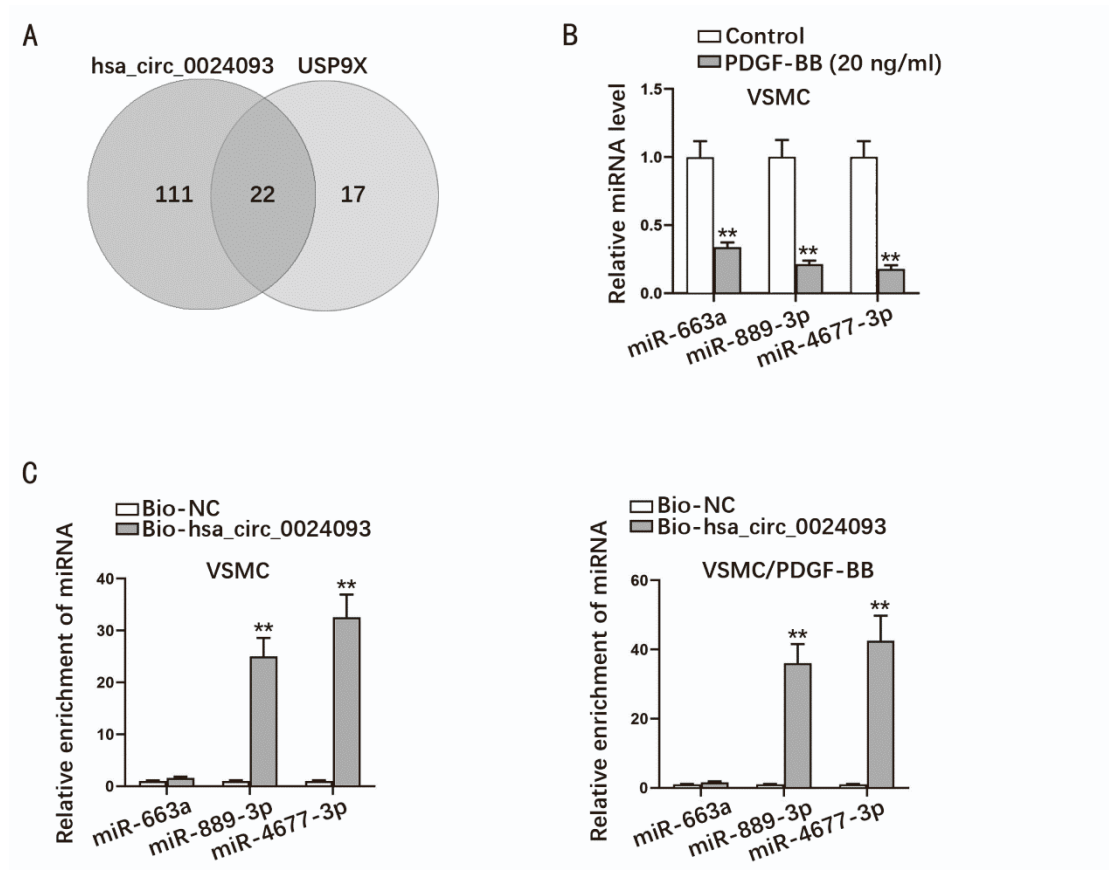 A
hsa_circ_0024093 USP9X
111 22 17
B
Control
PDGF-BB (20 ng/ml)
VSMC
Relative miRNA level
1.5
1.0
0.5
0.0
** ** **
miR-663a
miR-889-3p
miR-4677-3p
C
Bio-NC
Bio-hsa_circ_0024093
VSMC
Relative enrichment of miRNA
40
30
20
10
0
** **
miR-663a
miR-889-3p
miR-4677-3p
Bio-NC
Bio-hsa_circ_0024093
VSMC/PDGF-BB
Relative enrichment of miRNA
60
40
20
0
** **
miR-663a
miR-889-3p
miR-4677-3p